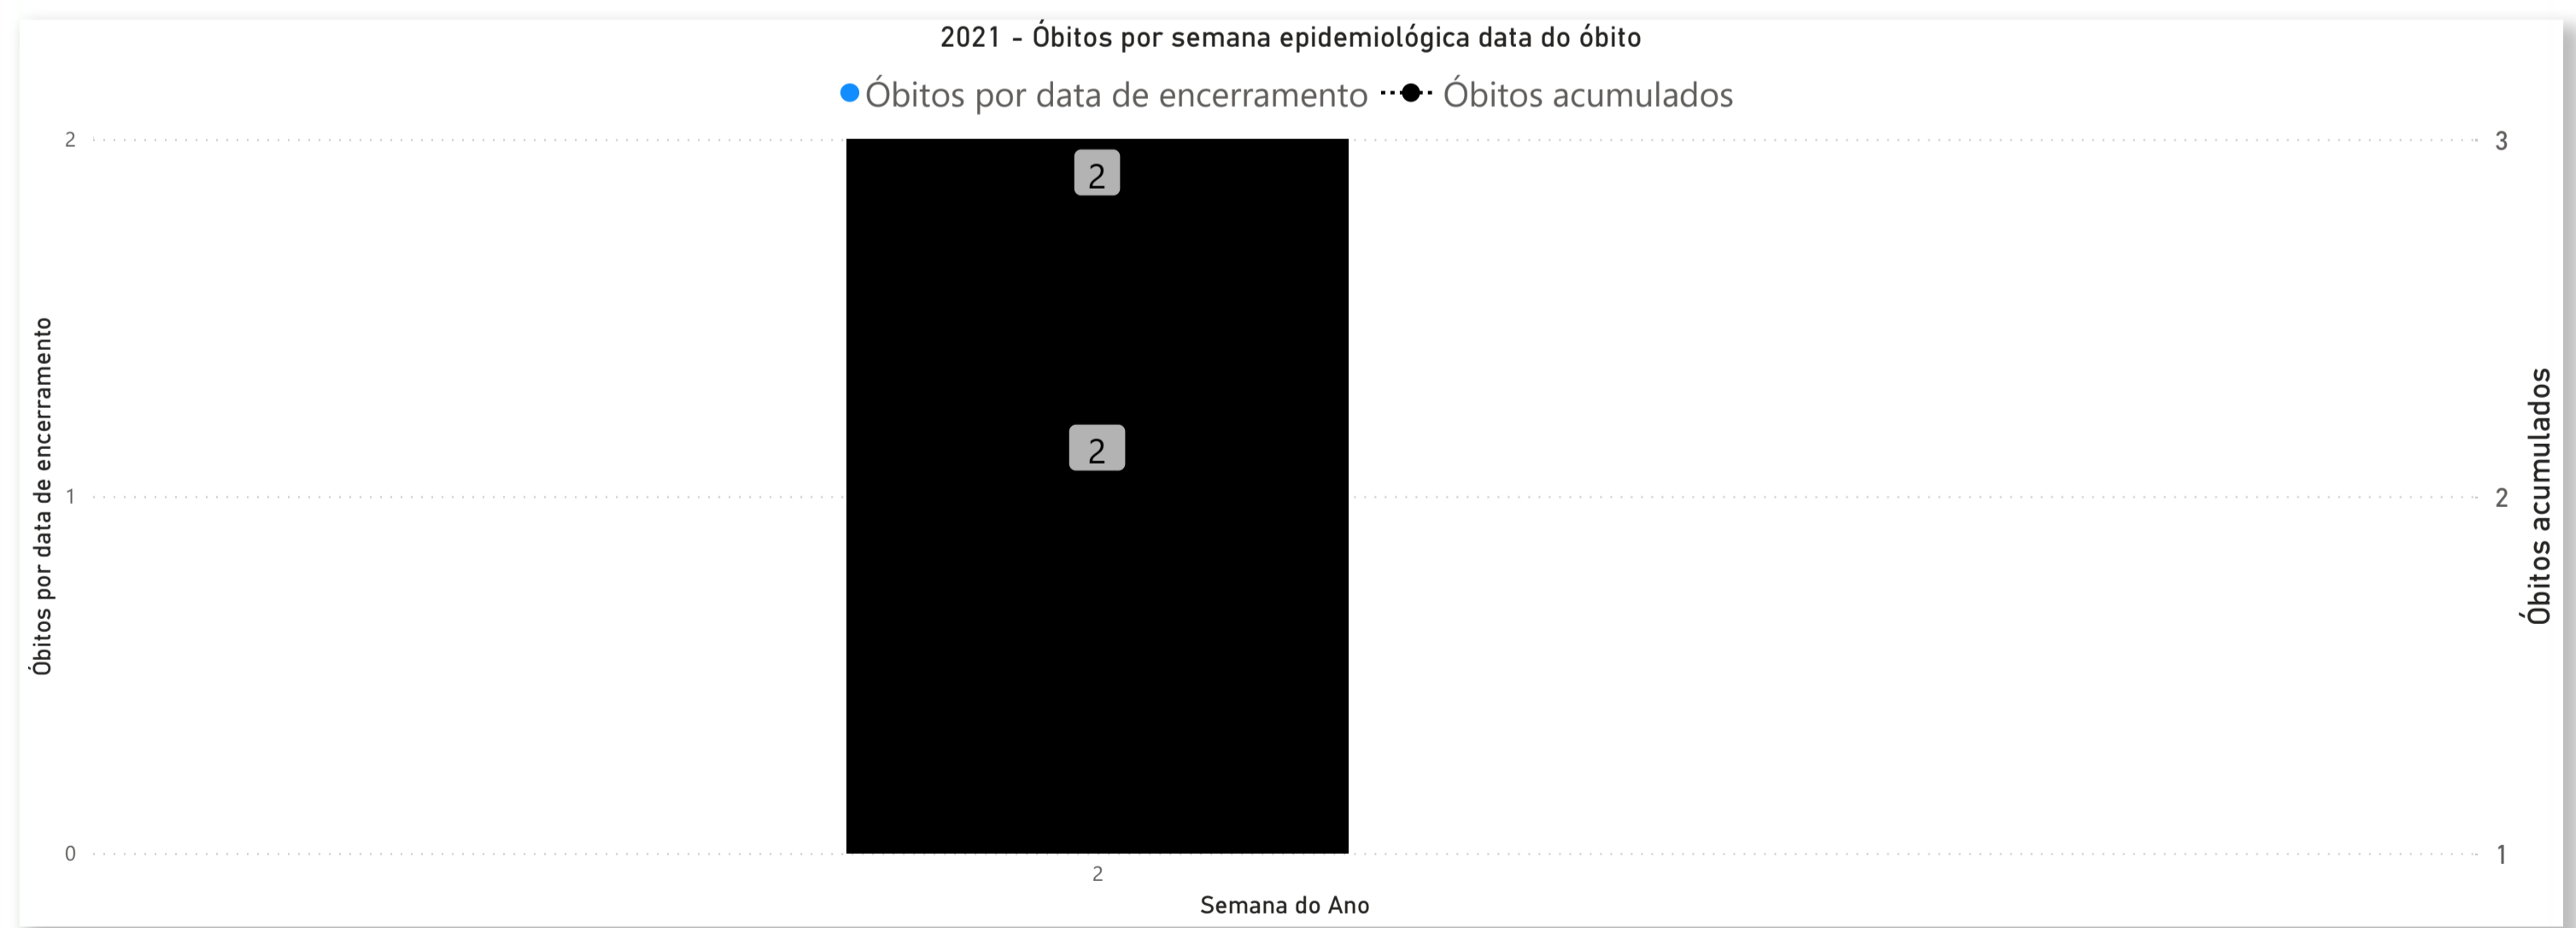 2021 - Óbitos por semana epidemiológica data do óbito
Óbitos por data de encerramento Óbitos acumulados
2
1
0
Óbitos por data de encerramento
2
2
3
2
1
Óbitos acumulados
2
Semana do Ano